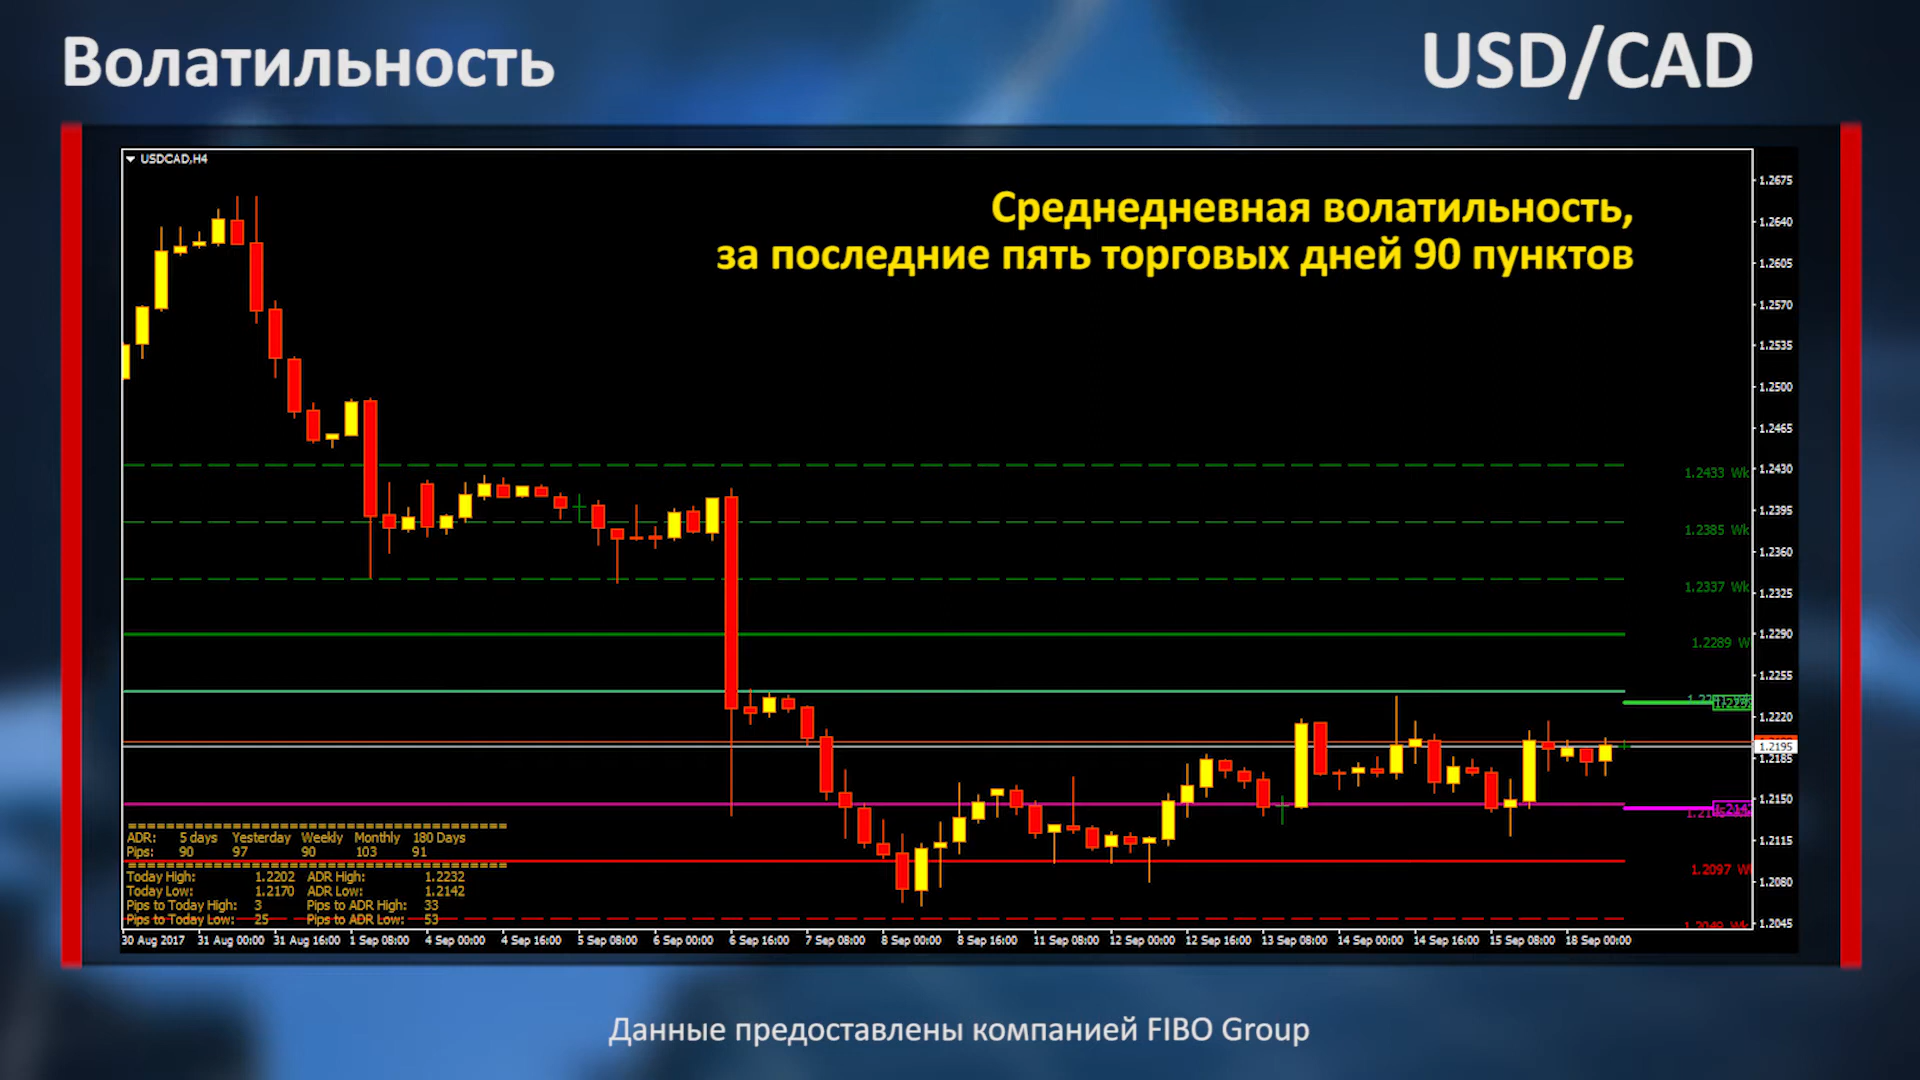 Волатильность
USD/CAD
USDCAD,H4
Среднедневная волатильность,
за последние пять торговых дней 90 пунктов
1.2675
1.2640
1.2605
1.2570
1.2535
1.2500
1.2465
1.2430
1.2395
1.2360
1.2325
1.2290
1.2255
1.2220
1.2195
1.2185
1.2150
1.2115
1.2080
1.2045
1.2433 Wk
1.2385 Wk
1.2337 Wk
1.2289 W
1.2097 W
1.2049 Wk
==========================================
ADR: 5 days Yesterday Weekly Monthly 180 Days
Pips: 90 97 90 103 91
==========================================
Today High: 1.2202 ADR High: 1.2232
Today Low: 1.2170 ADR Low: 1.2142
Pips to Today High: 3 Pips to ADR High: 33
Pips to Today Low: 25 Pips to ADR Low: 53
30 Aug 2017 31 Aug 00:00 31 Aug 16:00 1 Sep 08:00 4 Sep 00:00 4 Sep 16:00 5 Sep 08:00 6 Sep 00:00 6 Sep 16:00 7 Sep 08:00 8 Sep 00:00 8 Sep 16:00 11 Sep 08:00 12 Sep 00:00 12 Sep 16:00 13 Sep 08:00 14 Sep 00:00 14 Sep 16:00 15 Sep 08:00 18 Sep 00:00
Данные предоставлены компанией FIBO Group